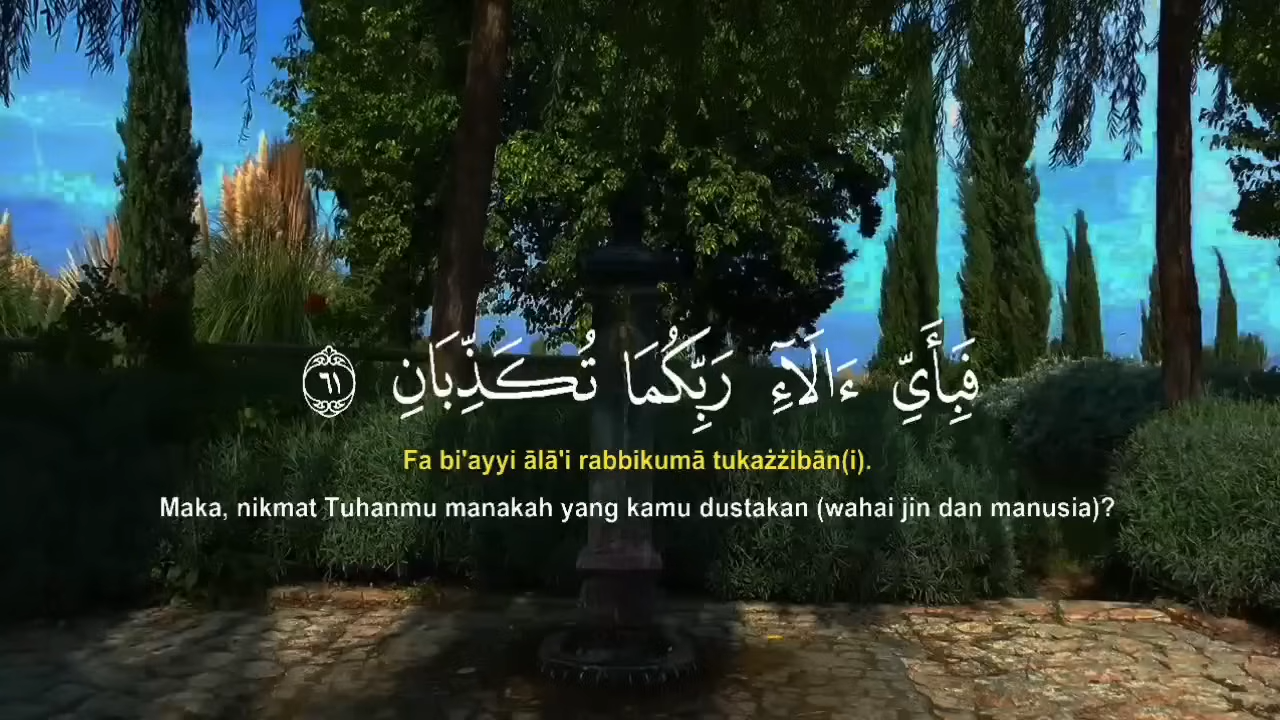 فَبِأَيِّ ءَالَآءِ رَبِّكُمَا تُكَذِّبَانِ ٦١
Fa bi'ayyi ālā'i rabbikumā tukażżibān(i).
Maka, nikmat Tuhanmu manakah yang kamu dustakan (wahai jin dan manusia)?